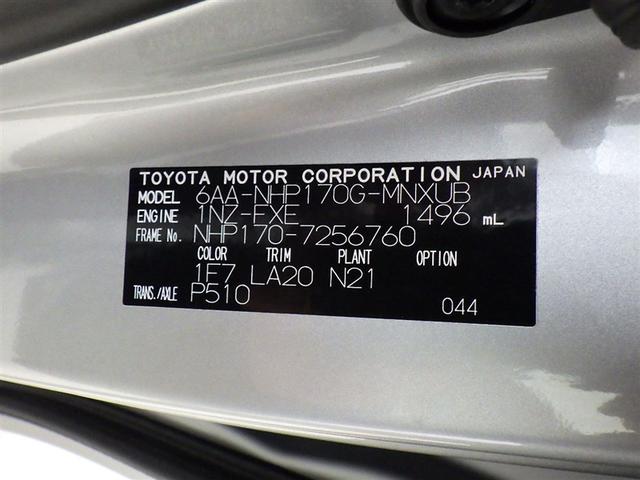 TOYOTA MOTOR CORPORATION JAPAN
MODEL 6AA-NHP170G-MNXUB
ENGINE 1NZ-FXE 1496 mL
FRAME No. NHP170-7256760
COLOR TRIM PLANT OPTION
1F7 LA20 N21
TRANS./AXLE P510
044